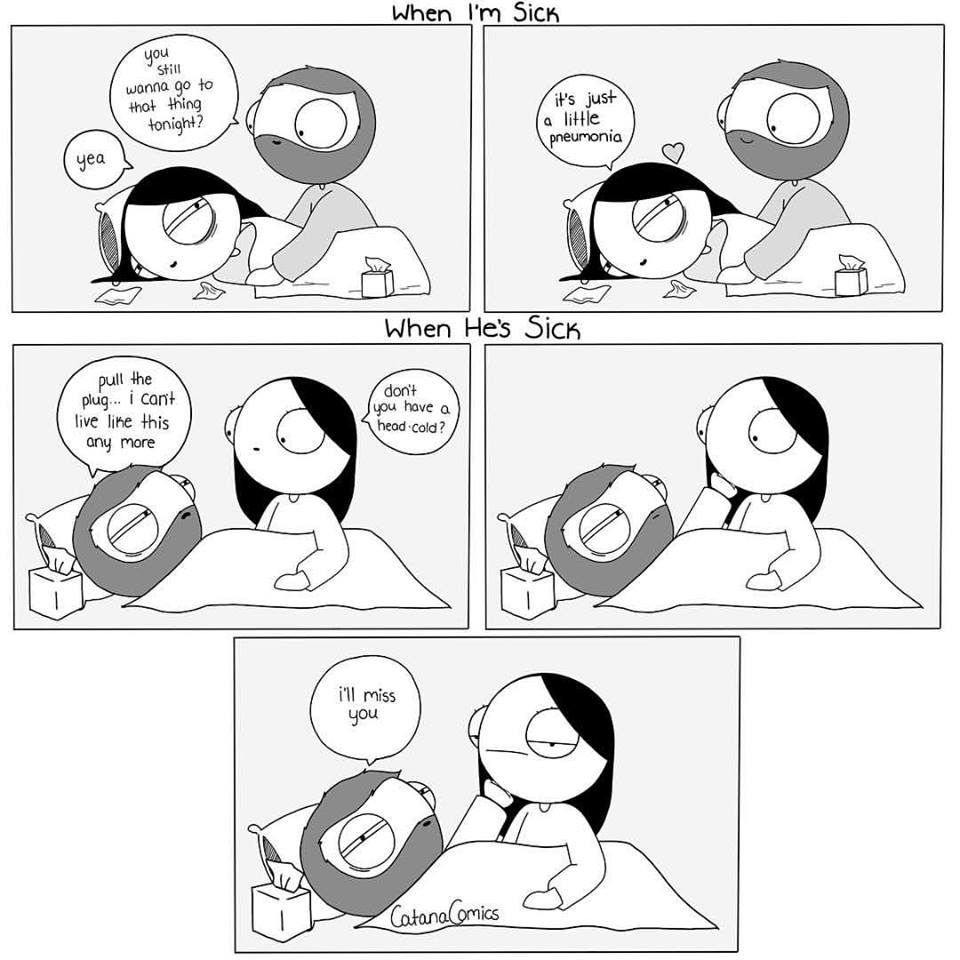 When I'm Sick
you
still
wanna go to
that thing
tonight?
yea
it's just
a little
pneumonia
When He's Sick
pull the
plug... i can't
live like this
any more
don't
you have a
head-cold?
i'll miss
you
CatanaComics